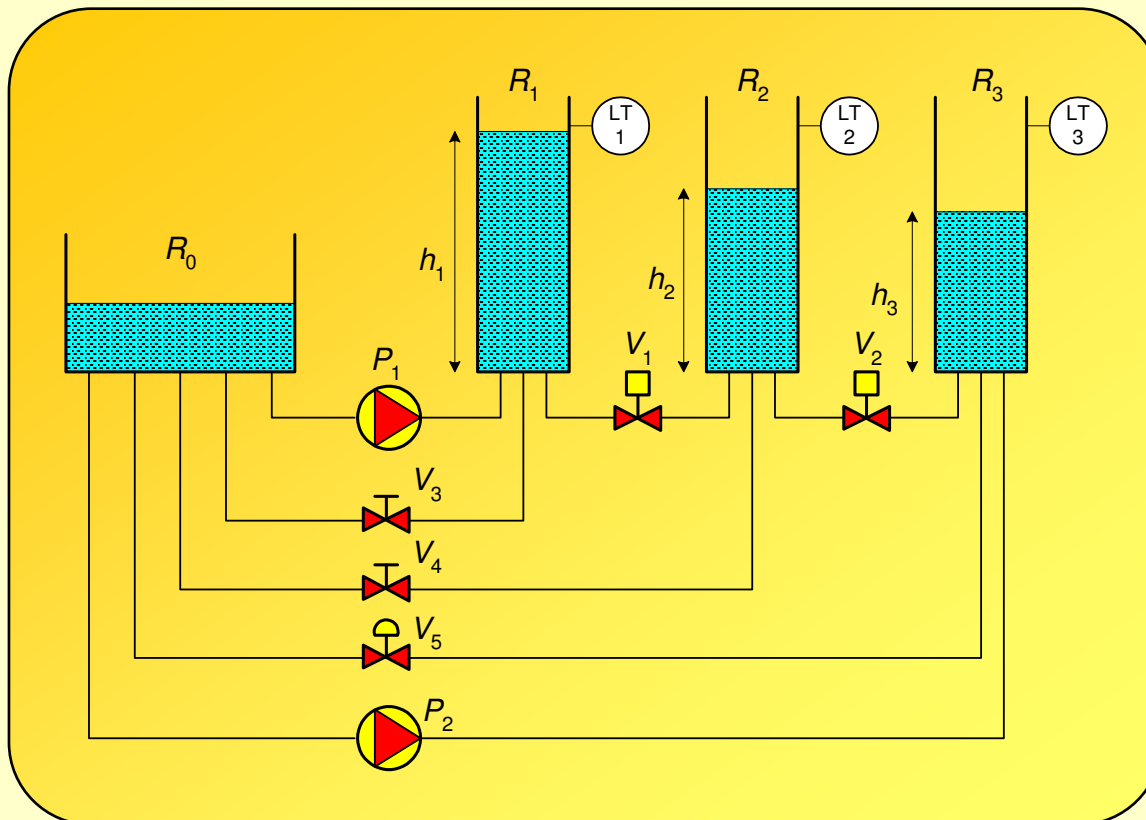 R₁
R₂
R₃
LT
1
LT
2
LT
3
R₀
h₁
h₂
h₃
P₁
V₁
V₂
V₃
V₄
V₅
P₂